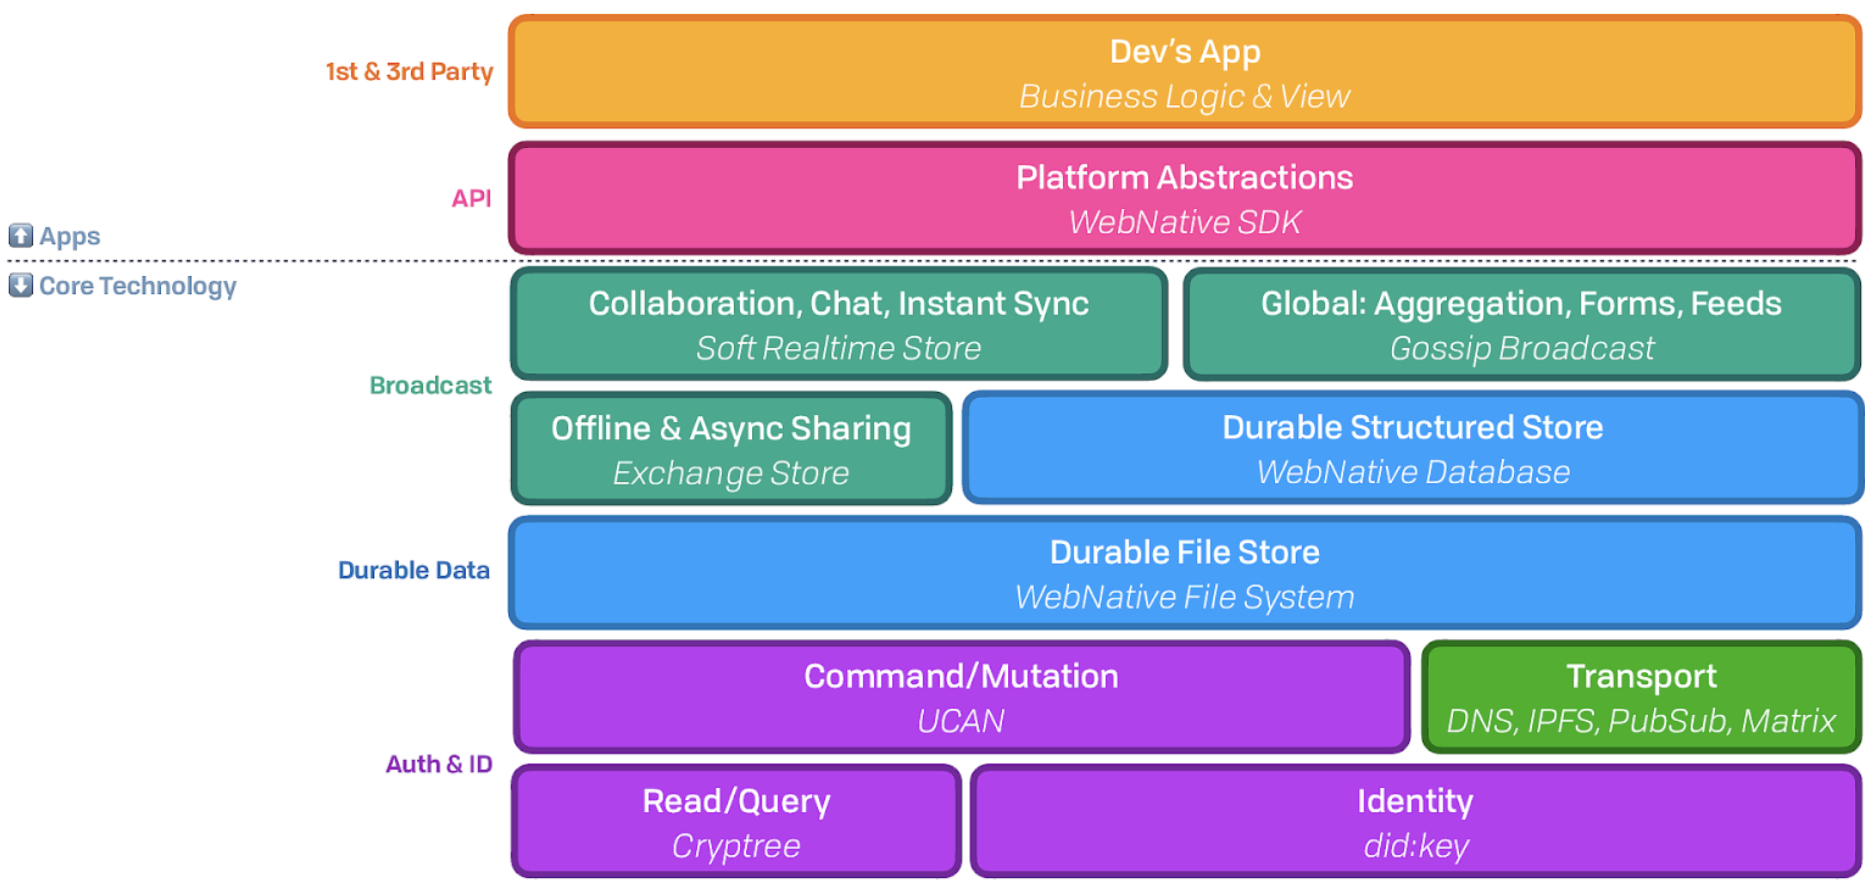 1st & 3rd Party
Dev's App
Business Logic & View
API
Platform Abstractions
WebNative SDK
Apps
Core Technology
Broadcast
Collaboration, Chat, Instant Sync
Soft Realtime Store
Global: Aggregation, Forms, Feeds
Gossip Broadcast
Offline & Async Sharing
Exchange Store
Durable Structured Store
WebNative Database
Durable Data
Durable File Store
WebNative File System
Auth & ID
Command/Mutation
UCAN
Transport
DNS, IPFS, PubSub, Matrix
Read/Query
Cryptree
Identity
did:key